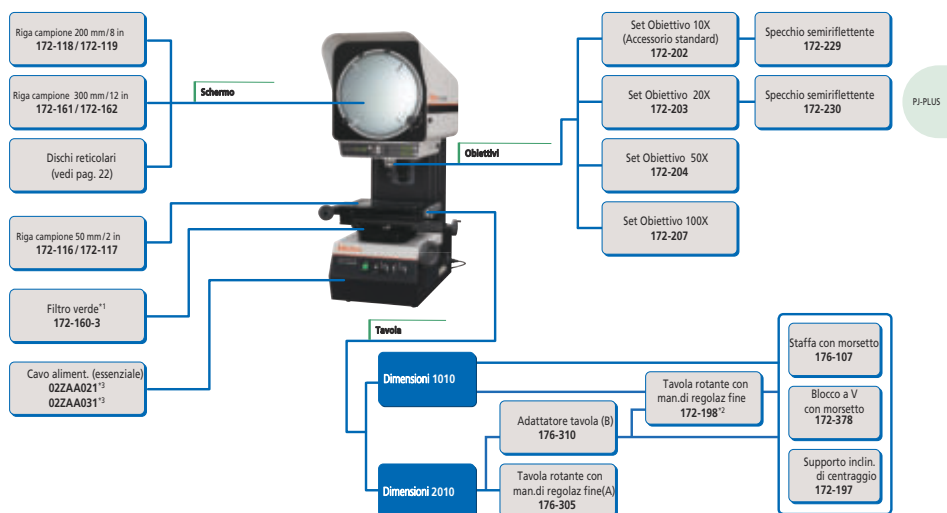 Riga campione 200 mm/8 in
172-118/172-119
Riga campione 300 mm/12 in
172-161/172-162
Dischi reticolari
(vedi pag. 22)
Riga campione 50 mm/2 in
172-116/172-117
Filtro verde*1
172-160-3
Cavo aliment. (essenziale)
02ZAA021*3
02ZAA031*3
Schermo
Obiettivi
Tavola
Set Obiettivo 10X
(Accessorio standard)
172-202
Specchio semiriflettente
172-229
Set Obiettivo 20X
172-203
Specchio semiriflettente
172-230
Set Obiettivo 50X
172-204
Set Obiettivo 100X
172-207
PJ-PLUS
Dimensioni 1010
Dimensioni 2010
Adattatore tavola (B)
176-310
Tavola rotante con
man.di regolaz fine(A)
176-305
Tavola rotante con
man.di regolaz fine
172-198*2
Staffa con morsetto
176-107
Blocco a V
con morsetto
172-378
Supporto inclin.
di centraggio
172-197